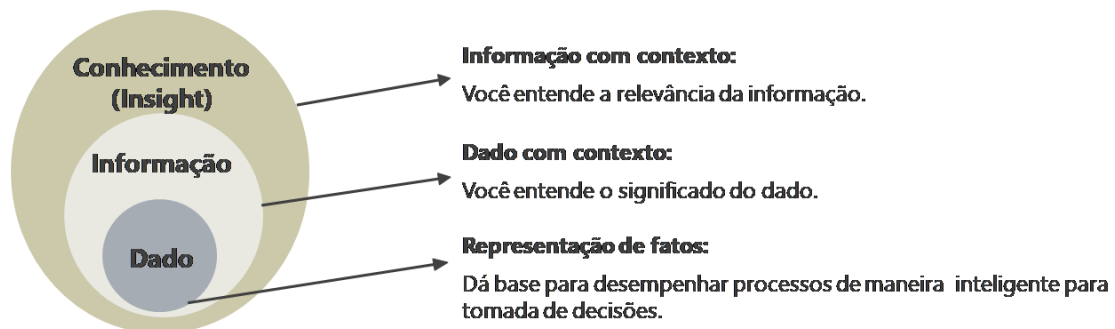 Conhecimento
(Insight)
Informação
Dado
Informação com contexto:
Você entende a relevância da informação.
Dado com contexto:
Você entende o significado do dado.
Representação de fatos:
Dá base para desempenhar processos de maneira inteligente para
tomada de decisões.